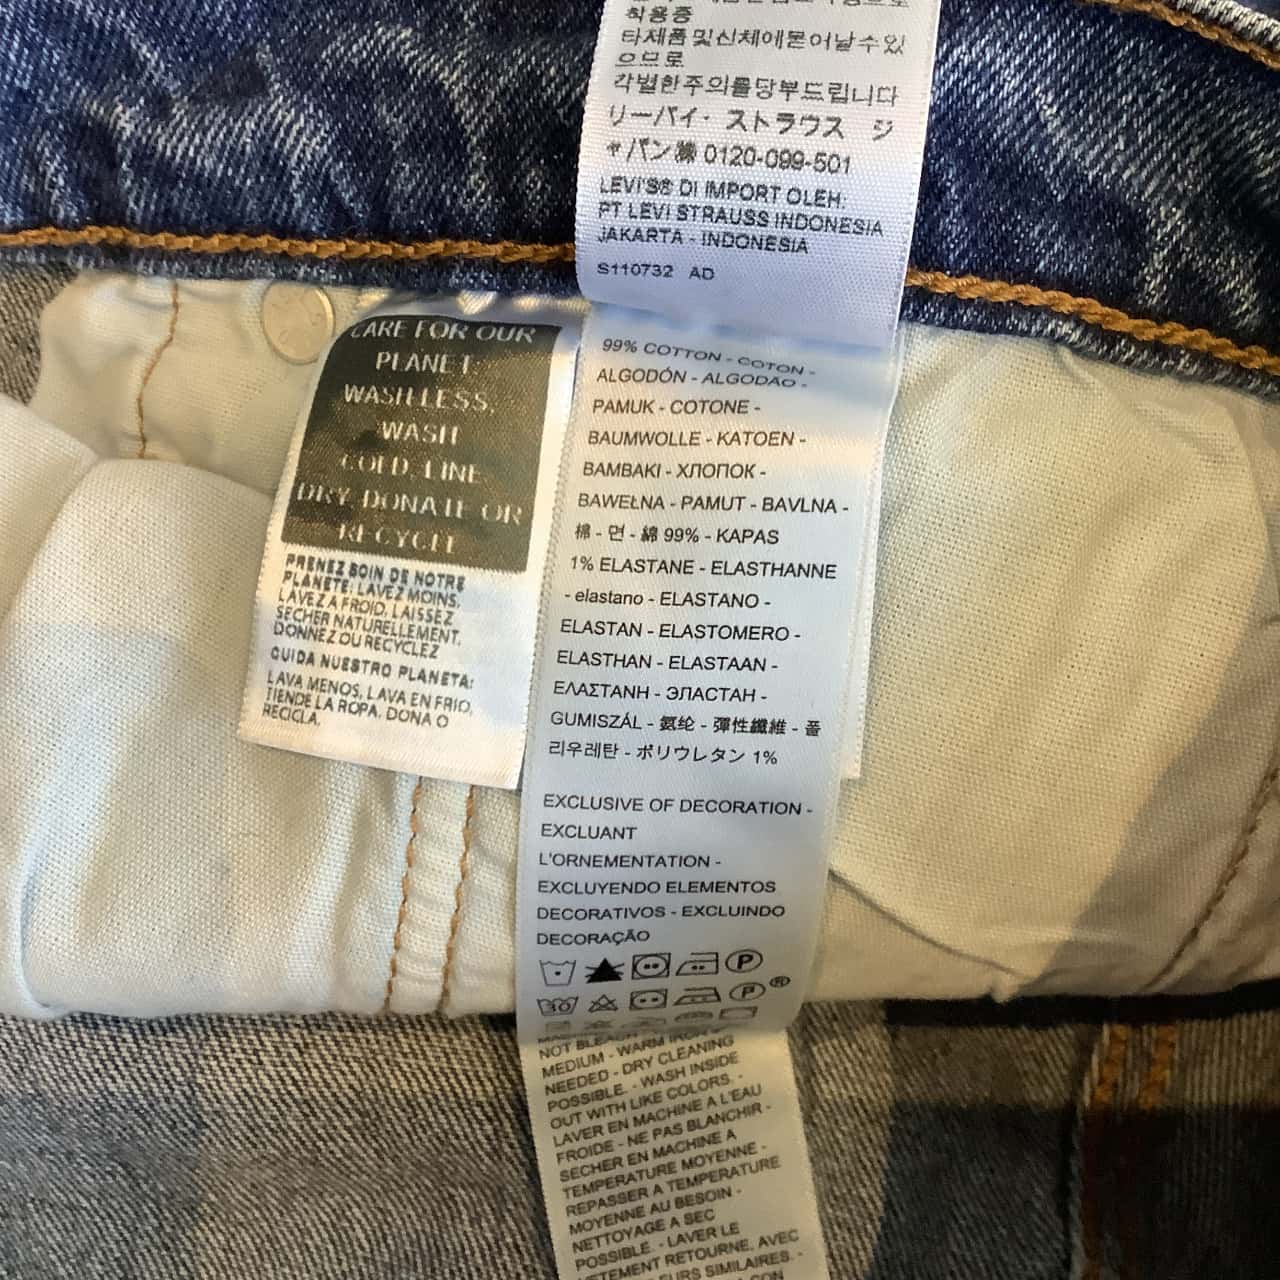 착용중
타제품및신체에묻어날수있
으므로
각별한주의를당부드립니다
リーバイ・ストラウス ジ
ャパン㈱ 0120-099-501
LEVI'S® DI IMPORT OLEH:
PT LEVI STRAUSS INDONESIA
JAKARTA - INDONESIA
S110732 AD
CARE FOR OUR
PLANET:
WASH LESS,
WASH
COLD, LINE
DRY, DONATE OR
RECYCLE
PRENEZ SOIN DE NOTRE
PLANÈTE: LAVEZ MOINS,
LAVEZ À FROID, LAISSEZ
SÉCHER NATURELLEMENT,
DONNEZ OU RECYCLEZ
CUIDA NUESTRO PLANETA:
LAVA MENOS, LAVA EN FRIO,
TIENDE LA ROPA, DONA O
RECICLA.
99% COTTON - COTON -
ALGODÓN - ALGODÃO -
PAMUK - COTONE -
BAUMWOLLE - KATOEN -
BAMBAKI - ХЛОПОК -
BAWEŁNA - PAMUT - BAVLNA -
棉 - 면 - 綿 99% - KAPAS
1% ELASTANE - ELASTHANNE
- elastano - ELASTANO -
ELASTAN - ELASTOMERO -
ELASTHAN - ELASTAAN -
ΕΛΑΣΤΑΝΗ - ЭЛАСТАН -
GUMISZÁL - 氨纶 - 彈性纖維 - 폴
리우레탄 - ポリウレタン 1%
EXCLUSIVE OF DECORATION -
EXCLUANT
L'ORNEMENTATION -
EXCLUYENDO ELEMENTOS
DECORATIVOS - EXCLUINDO
DECORAÇÃO
P
30 P ®
NOT BLEACH
MEDIUM - WARM IRON IF
NEEDED - DRY CLEANING
POSSIBLE. - WASH INSIDE
OUT WITH LIKE COLORS. -
LAVER EN MACHINE A L'EAU
FROIDE - NE PAS BLANCHIR -
SECHER EN MACHINE A
TEMPERATURE MOYENNE -
REPASSER A TEMPERATURE
MOYENNE AU BESOIN -
NETTOYAGE A SEC
POSSIBLE. - LAVER LE
VETEMENT RETOURNE, AVEC
SIMILAIRES. -
CON